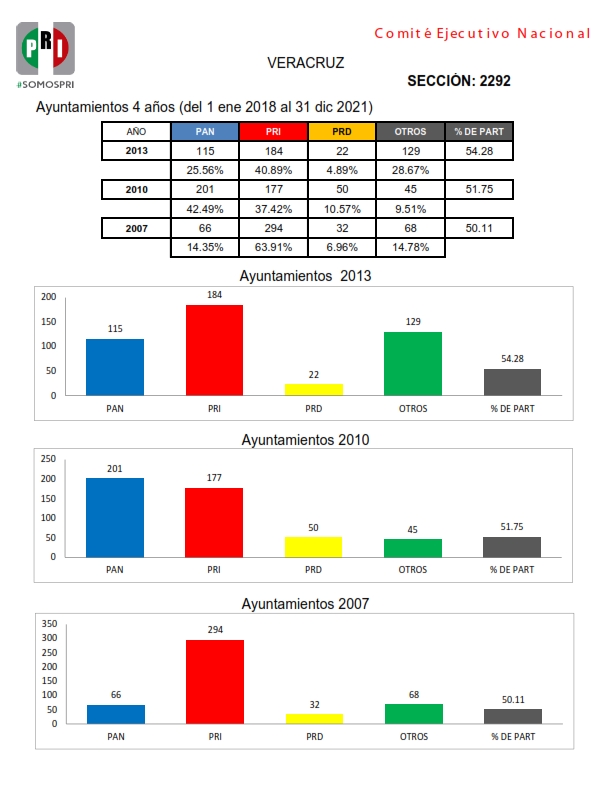 Comité Ejecutivo Nacional
PRI
#SOMOSPRI
VERACRUZ
SECCIÓN: 2292
Ayuntamientos 4 años (del 1 ene 2018 al 31 dic 2021)
AÑO PAN PRI PRD OTROS % DE PART
2013 115 184 22 129 54.28
25.56% 40.89% 4.89% 28.67%
2010 201 177 50 45 51.75
42.49% 37.42% 10.57% 9.51%
2007 66 294 32 68 50.11
14.35% 63.91% 6.96% 14.78%
Ayuntamientos 2013
200
150
100
50
0
115 184 22 129 54.28
PAN PRI PRD OTROS % DE PART
Ayuntamientos 2010
250
200
150
100
50
0
201 177 50 45 51.75
PAN PRI PRD OTROS % DE PART
Ayuntamientos 2007
350
300
250
200
150
100
50
0
66 294 32 68 50.11
PAN PRI PRD OTROS % DE PART